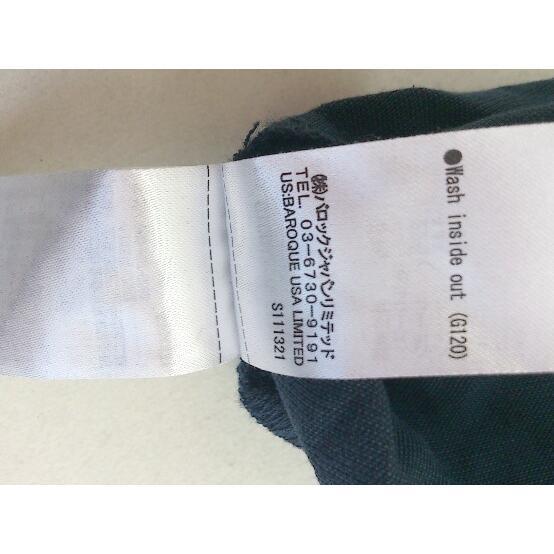 ●Wash inside out (G120)
㈱バロックジャパンリミテッド
TEL. 03-6730-9191
US:BAROQUE USA LIMITED
S111321